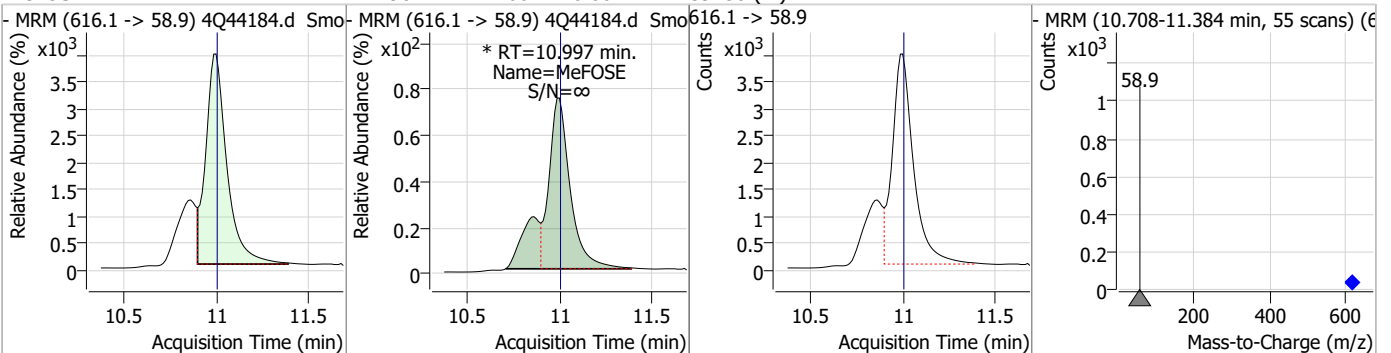 - MRM (616.1 -> 58.9) 4Q44184.d Smo
x10³
Relative Abundance (%)
3.5
3
2.5
2
1.5
1
0.5
0
10.5 11 11.5
Acquisition Time (min)
- MRM (616.1 -> 58.9) 4Q44184.d Smo
x10²
Relative Abundance (%)
* RT=10.997 min.
Name=MeFOSE
S/N=∞
0.8
0.6
0.4
0.2
0
10.5 11 11.5
Acquisition Time (min)
616.1 -> 58.9
x10³
Counts
3.5
3
2.5
2
1.5
1
0.5
0
10.5 11 11.5
Acquisition Time (min)
- MRM (10.708-11.384 min, 55 scans) (6
x10³
Counts
58.9
1
0.8
0.6
0.4
0.2
0
200 400 600
Mass-to-Charge (m/z)